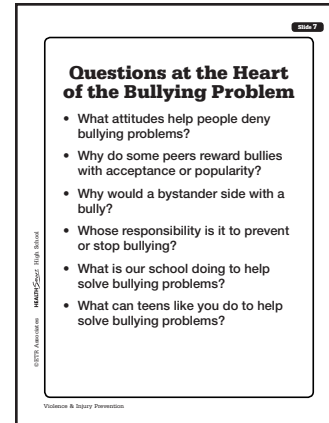 Slide 7
Questions at the Heart
of the Bullying Problem
• What attitudes help people deny
bullying problems?
• Why do some peers reward bullies
with acceptance or popularity?
• Why would a bystander side with a
bully?
• Whose responsibility is it to prevent
or stop bullying?
• What is our school doing to help
solve bullying problems?
• What can teens like you do to help
solve bullying problems?
©ETR Associates HEALTHSmart High School
Violence & Injury Prevention